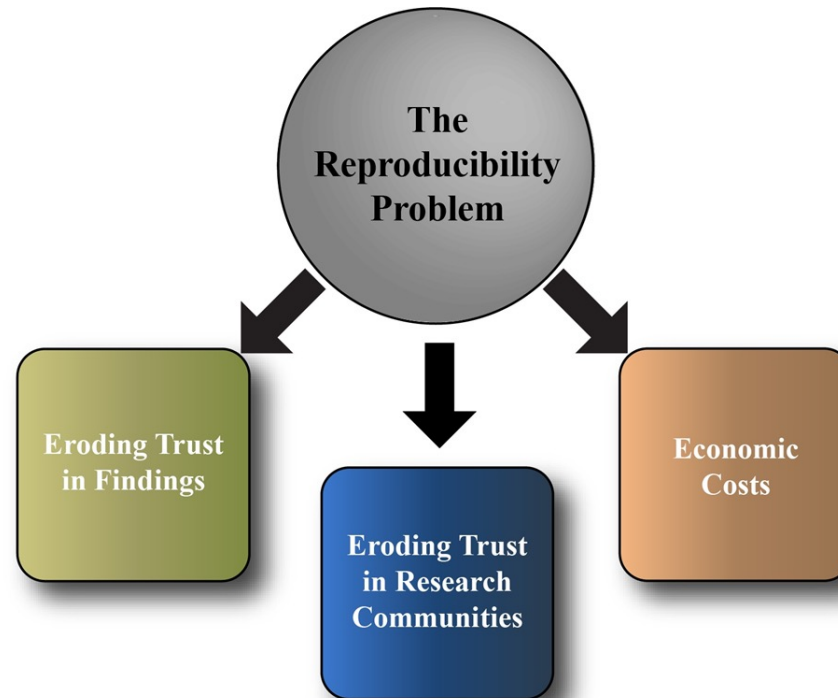 The
Reproducibility
Problem
Eroding Trust
in Findings
Eroding Trust
in Research
Communities
Economic
Costs